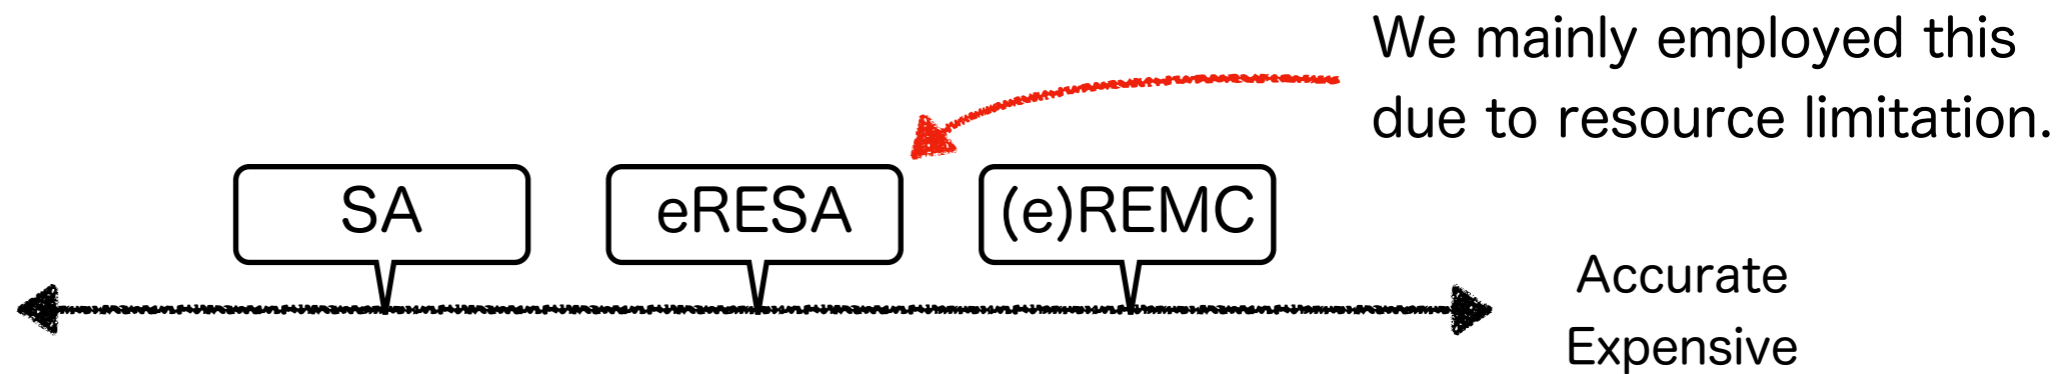 We mainly employed this
due to resource limitation.
SA
eRESA
(e)REMC
Accurate
Expensive